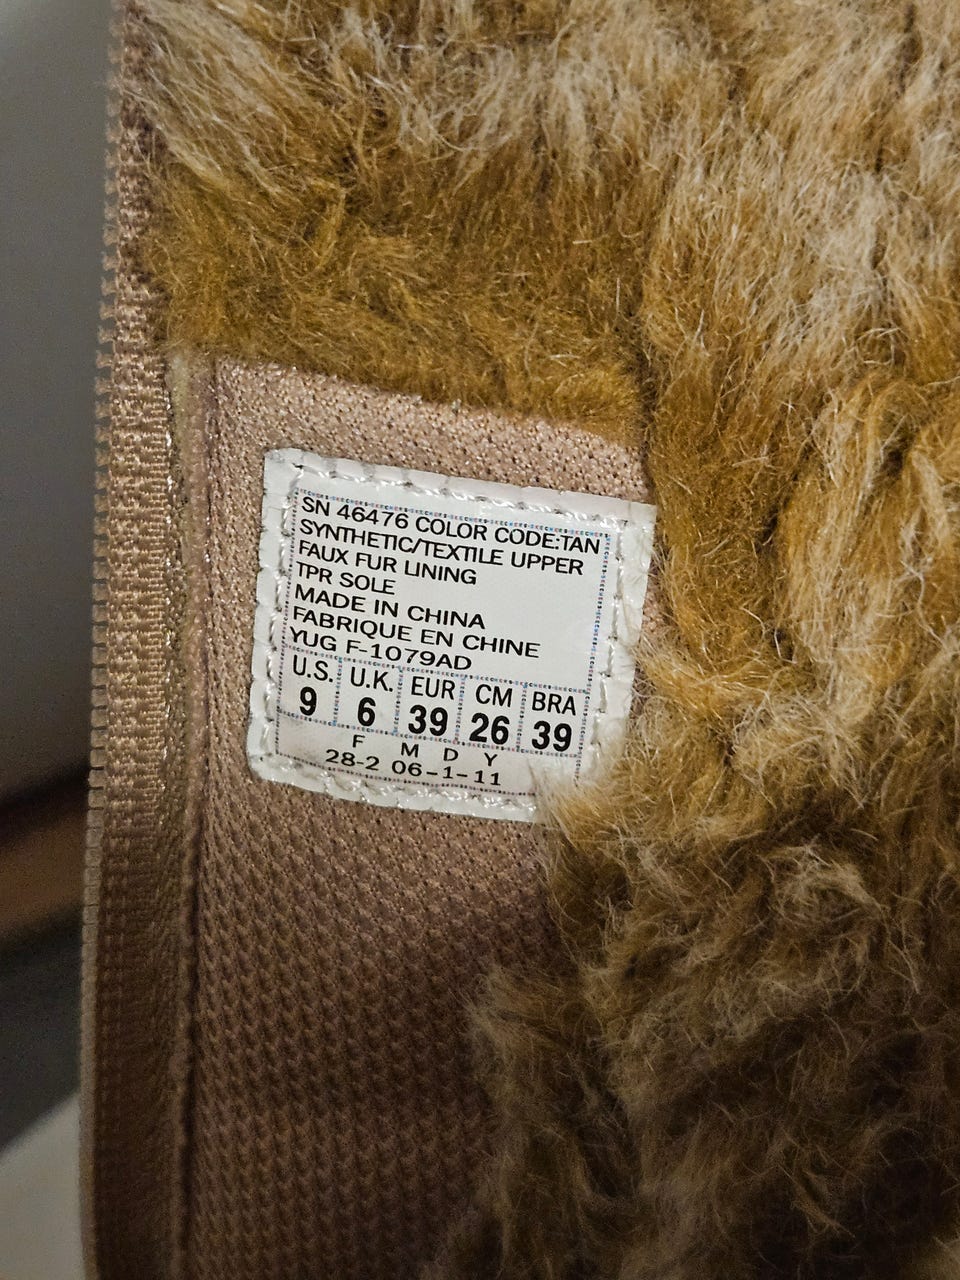 SN 46476 COLOR CODE:TAN
SYNTHETIC/TEXTILE UPPER
FAUX FUR LINING
TPR SOLE
MADE IN CHINA
FABRIQUE EN CHINE
YUG F-1079AD
U.S. U.K. EUR CM BRA
9 6 39 26 39
F M D Y
28-2 06-1-11